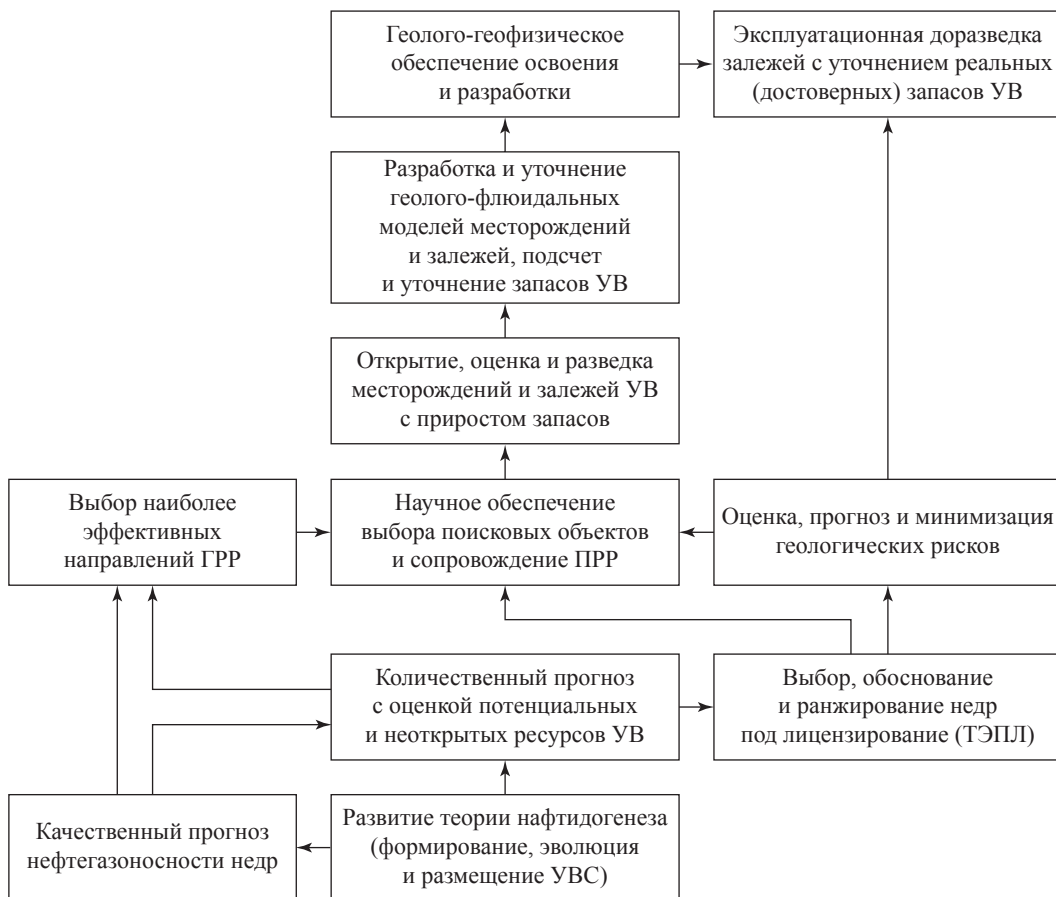 Геолого-геофизическое
обеспечение освоения
и разработки
Эксплуатационная доразведка
залежей с уточнением реальных
(достоверных) запасов УВ
Разработка и уточнение
геолого-флюидальных
моделей месторождений
и залежей, подсчет
и уточнение запасов УВ
Открытие, оценка и разведка
месторождений и залежей УВ
с приростом запасов
Выбор наиболее
эффективных
направлений ГРР
Научное обеспечение
выбора поисковых объектов
и сопровождение ПРР
Оценка, прогноз и минимизация
геологических рисков
Количественный прогноз
с оценкой потенциальных
и неоткрытых ресурсов УВ
Выбор, обоснование
и ранжирование недр
под лицензирование (ТЭПЛ)
Качественный прогноз
нефтегазоносности недр
Развитие теории нафтидогенеза
(формирование, эволюция
и размещение УВС)